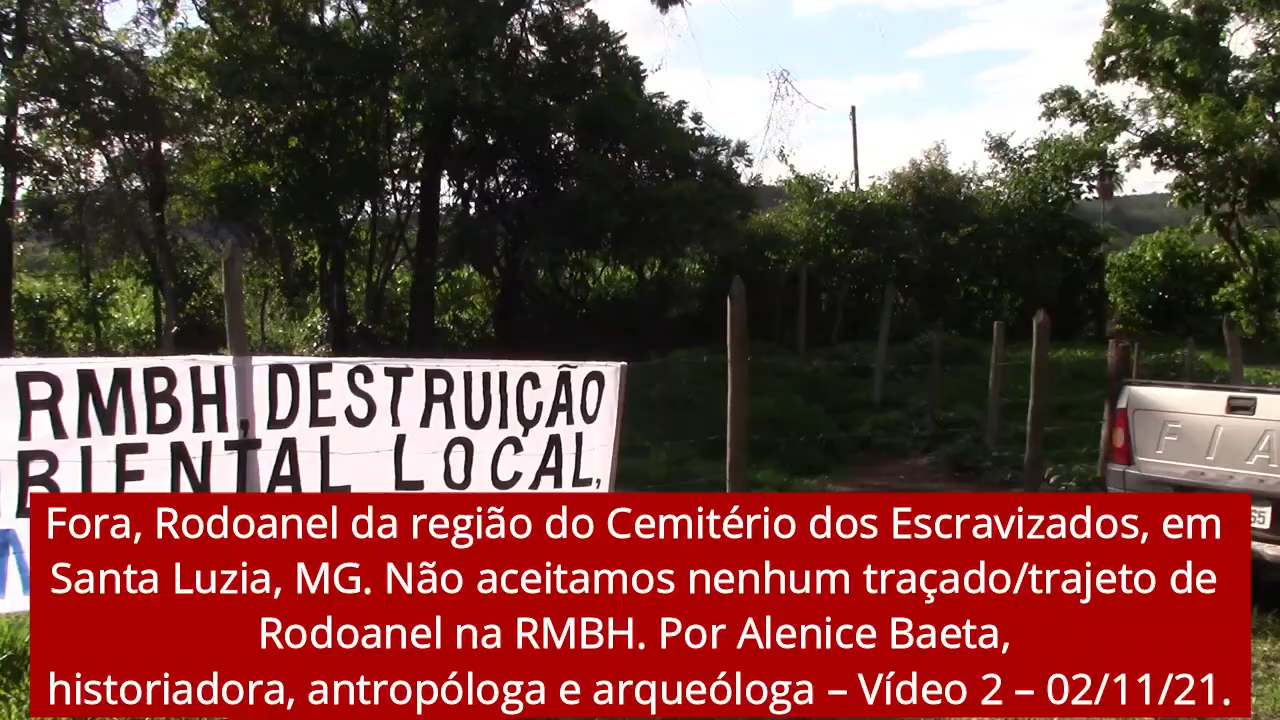 RMBH, DESTRUIÇÃO
BIENTAL LOCAL,
FIA
Fora, Rodoanel da região do Cemitério dos Escravizados, em
Santa Luzia, MG. Não aceitamos nenhum traçado/trajeto de
Rodoanel na RMBH. Por Alenice Baeta,
historiadora, antropóloga e arqueóloga – Vídeo 2 – 02/11/21.